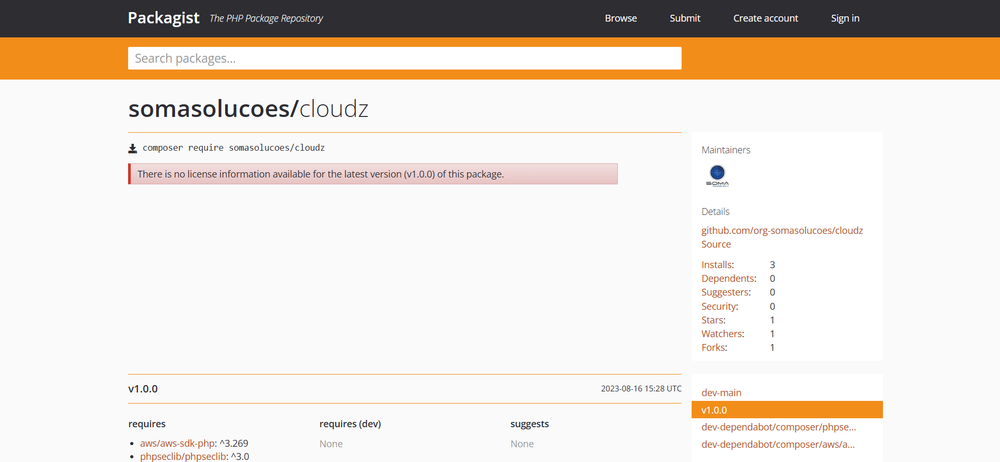 Packagist The PHP Package Repository
Browse Submit Create account Sign in
Search packages...
somasolucoes/cloudz
composer require somasolucoes/cloudz
There is no license information available for the latest version (v1.0.0) of this package.
Maintainers
SOMA
Details
github.com/org-somasolucoes/cloudz
Source
Installs: 3
Dependents: 0
Suggesters: 0
Security: 0
Stars: 1
Watchers: 1
Forks: 1
v1.0.0 2023-08-16 15:28 UTC
requires
aws/aws-sdk-php: ^3.269
phpseclib/phpseclib: ^3.0
requires (dev)
None
suggests
None
dev-main
v1.0.0
dev-dependabot/composer/phpse...
dev-dependabot/composer/aws/a...